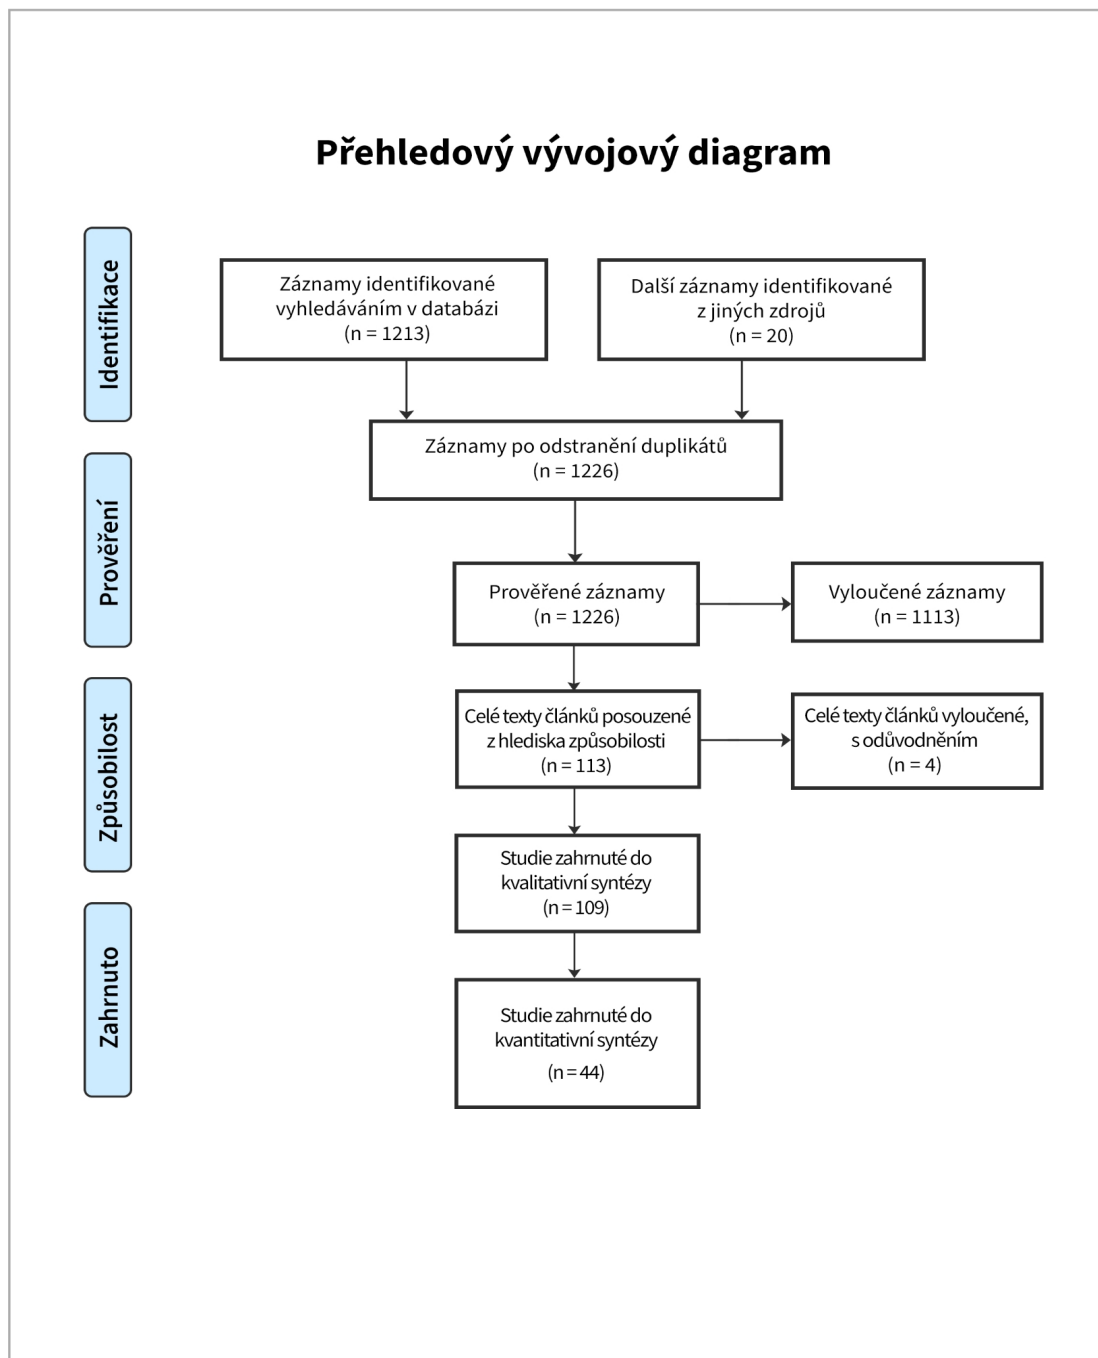 Přehledový vývojový diagram
Identifikace
Záznamy identifikované
vyhledáváním v databázi
(n = 1213)
Další záznamy identifikované
z jiných zdrojů
(n = 20)
Záznamy po odstranění duplikátů
(n = 1226)
Prověření
Prověřené záznamy
(n = 1226)
Vyloučené záznamy
(n = 1113)
Způsobilost
Celé texty článků posouzené
z hlediska způsobilosti
(n = 113)
Celé texty článků vyloučené,
s odůvodněním
(n = 4)
Studie zahrnuté do
kvalitativní syntézy
(n = 109)
Zahrnuto
Studie zahrnuté do
kvantitativní syntézy
(n = 44)